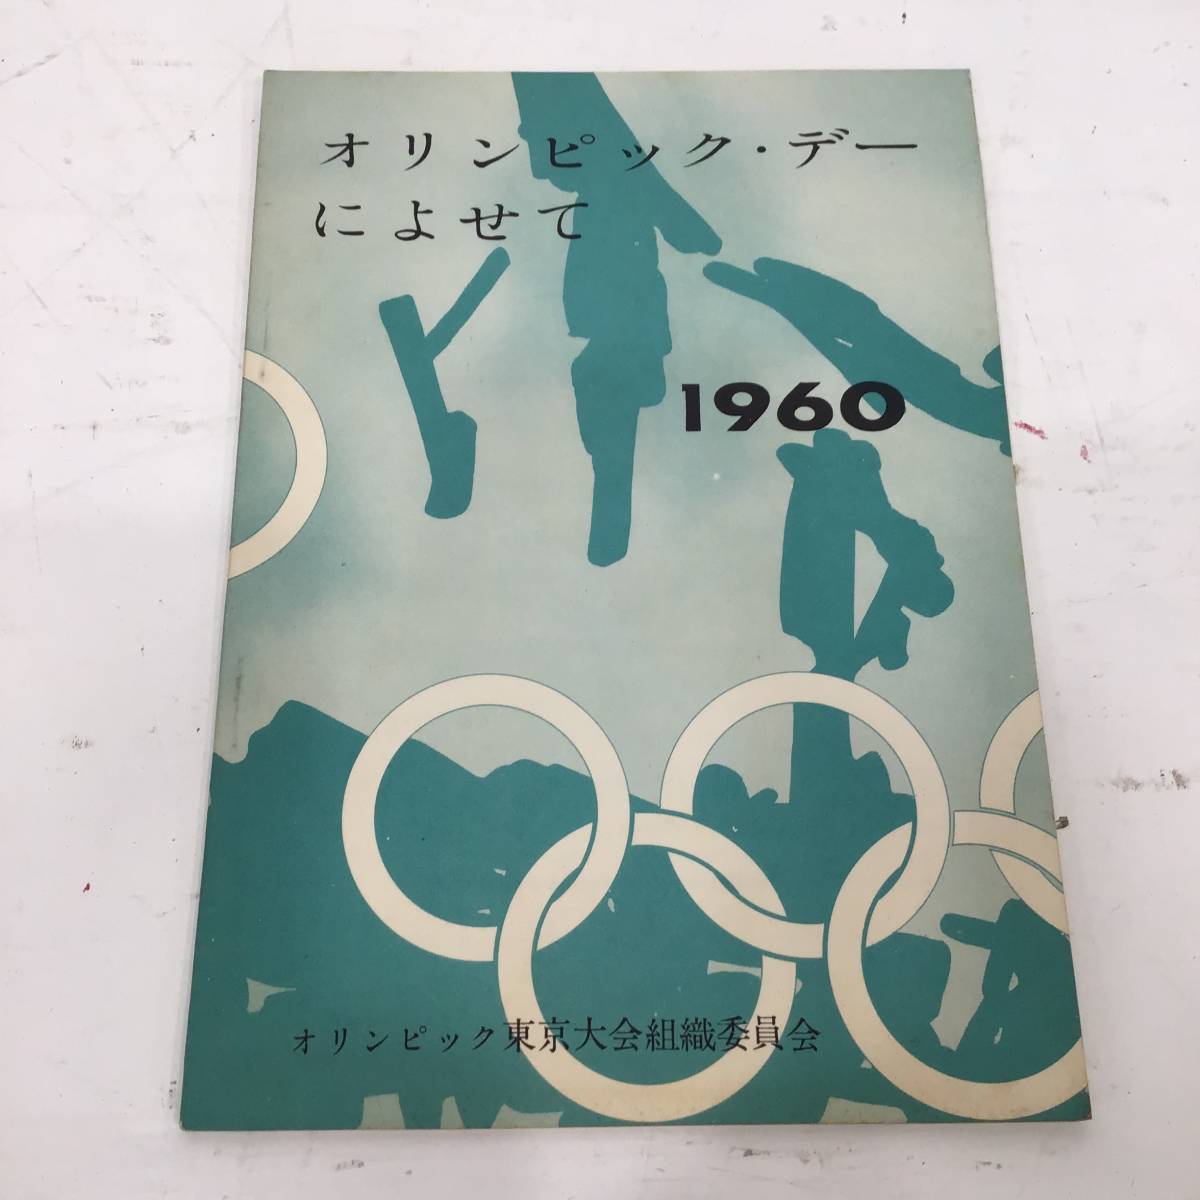 オリンピック・デー
によせて
1960
オリンピック東京大会組織委員会